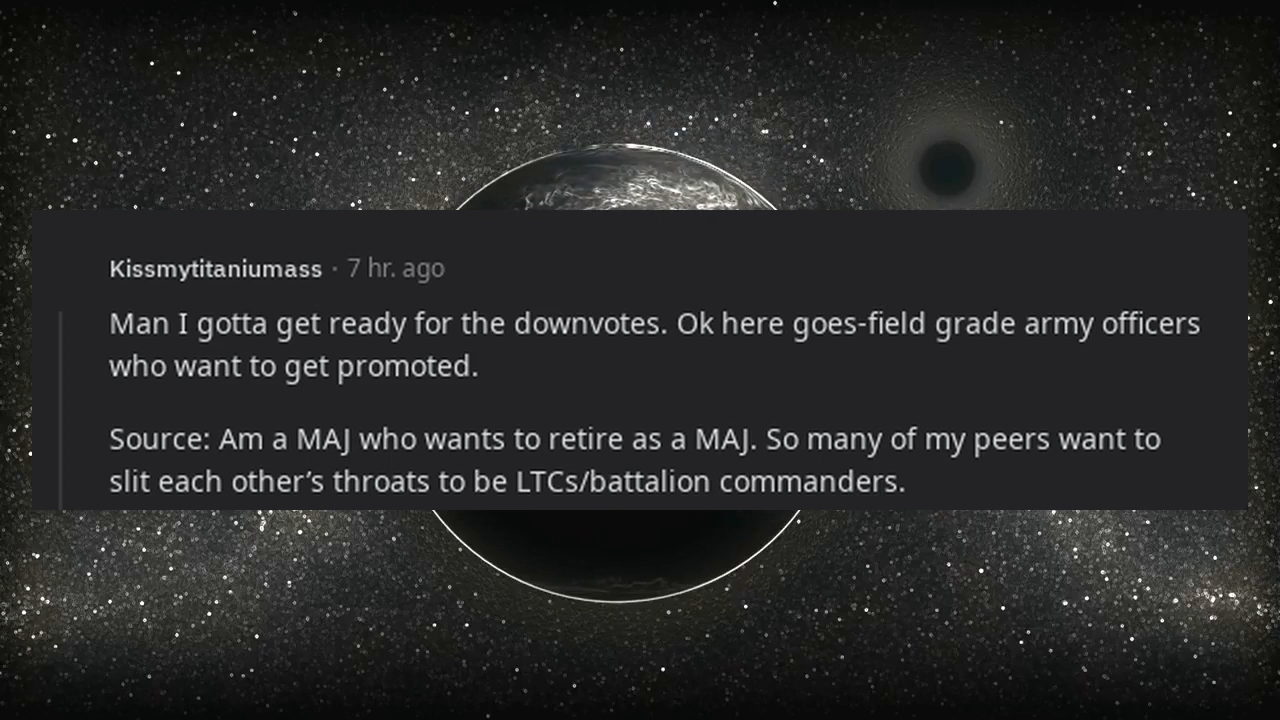 Kissmytitaniumass · 7 hr. ago
Man I gotta get ready for the downvotes. Ok here goes-field grade army officers
who want to get promoted.
Source: Am a MAJ who wants to retire as a MAJ. So many of my peers want to
slit each other’s throats to be LTCs/battalion commanders.